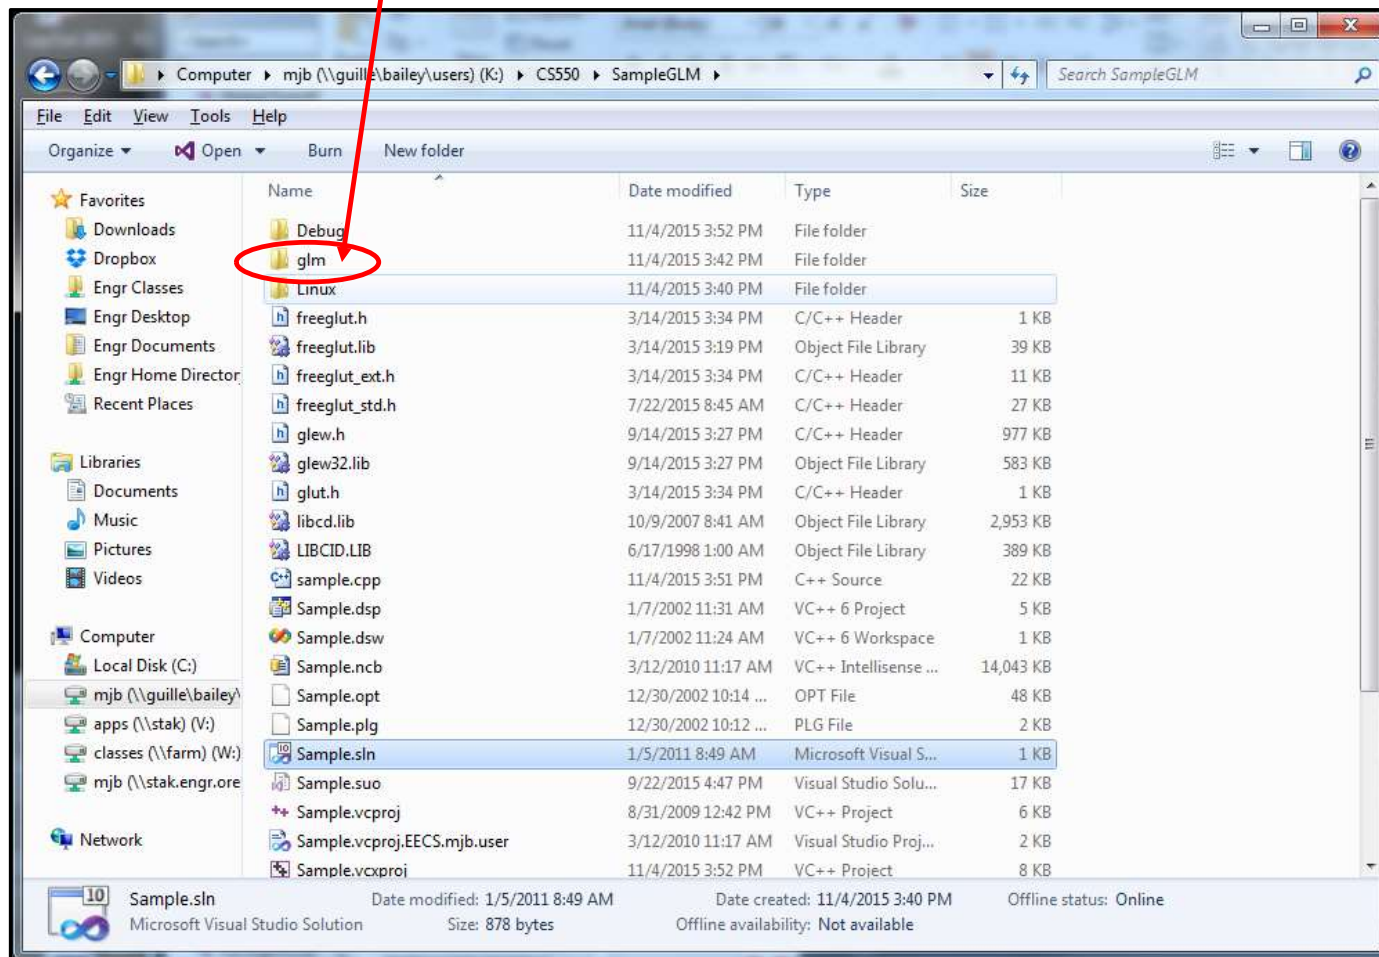 Computer mjb (\\guille\bailey\users) (K:) CS550 SampleGLM Search SampleGLM
File Edit View Tools Help
Organize Open Burn New folder
Favorites
Downloads
Dropbox
Engr Classes
Engr Desktop
Engr Documents
Engr Home Director
Recent Places
Libraries
Documents
Music
Pictures
Videos
Computer
Local Disk (C:)
mjb (\\guille\bailey\
apps (\\stak) (V:)
classes (\\farm) (W:)
mjb (\\stak.engr.ore
Network
Name Date modified Type Size
Debug 11/4/2015 3:52 PM File folder
glm 11/4/2015 3:42 PM File folder
Linux 11/4/2015 3:40 PM File folder
freeglut.h 3/14/2015 3:34 PM C/C++ Header 1 KB
freeglut.lib 3/14/2015 3:19 PM Object File Library 39 KB
freeglut_ext.h 3/14/2015 3:34 PM C/C++ Header 11 KB
freeglut_std.h 7/22/2015 8:45 AM C/C++ Header 27 KB
glew.h 9/14/2015 3:27 PM C/C++ Header 977 KB
glew32.lib 9/14/2015 3:27 PM Object File Library 583 KB
glut.h 3/14/2015 3:34 PM C/C++ Header 1 KB
libcd.lib 10/9/2007 8:41 AM Object File Library 2,953 KB
LIBCID.LIB 6/17/1998 1:00 AM Object File Library 389 KB
sample.cpp 11/4/2015 3:51 PM C++ Source 22 KB
Sample.dsp 1/7/2002 11:31 AM VC++ 6 Project 5 KB
Sample.dsw 1/7/2002 11:24 AM VC++ 6 Workspace 1 KB
Sample.ncb 3/12/2010 11:17 AM VC++ Intellisense ... 14,043 KB
Sample.opt 12/30/2002 10:14 ... OPT File 48 KB
Sample.plg 12/30/2002 10:12 ... PLG File 2 KB
Sample.sln 1/5/2011 8:49 AM Microsoft Visual S... 1 KB
Sample.suo 9/22/2015 4:47 PM Visual Studio Solu... 17 KB
Sample.vcproj 8/31/2009 12:42 PM VC++ Project 6 KB
Sample.vcproj.EECS.mjb.user 3/12/2010 11:17 AM Visual Studio Proj... 2 KB
Sample.vcxproj 11/4/2015 3:52 PM VC++ Project 8 KB
10 Sample.sln Date modified: 1/5/2011 8:49 AM Date created: 11/4/2015 3:40 PM Offline status: Online
Microsoft Visual Studio Solution Size: 878 bytes Offline availability: Not available